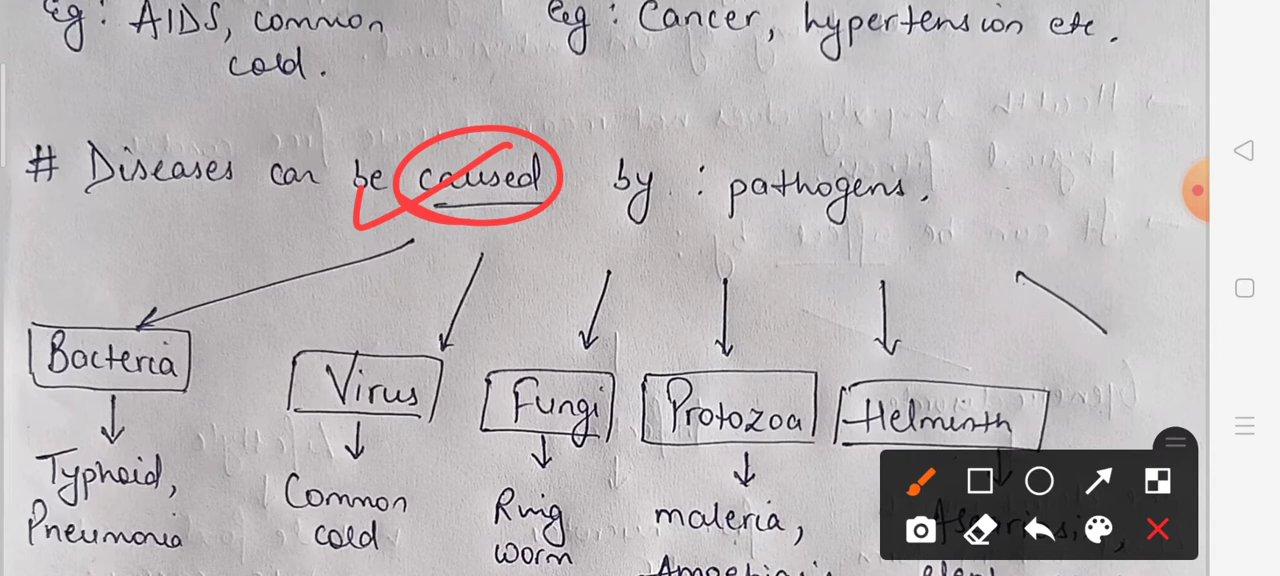 Eg: AIDS, common
cold.
Eg: Cancer, hypertension etc.
# Diseases can be caused by : pathogens.
Bacteria
Virus
Fungi
Protozoa
Helminth
Typhoid,
Pneumonia
Common
cold
Ring
worm
maleria,